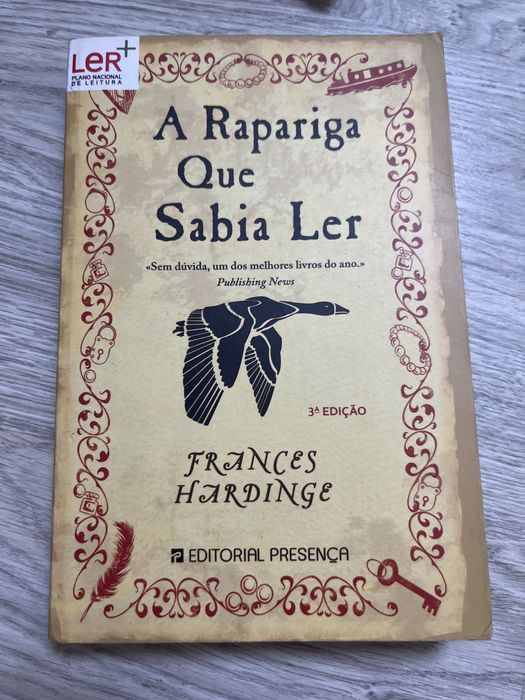 LeR+
PLANO NACIONAL
DE LEITURA
A Rapariga
Que
Sabia Ler
«Sem dúvida, um dos melhores livros do ano.»
Publishing News
3ª EDIÇÃO
FRANCES
HARDINGE
EDITORIAL PRESENÇA